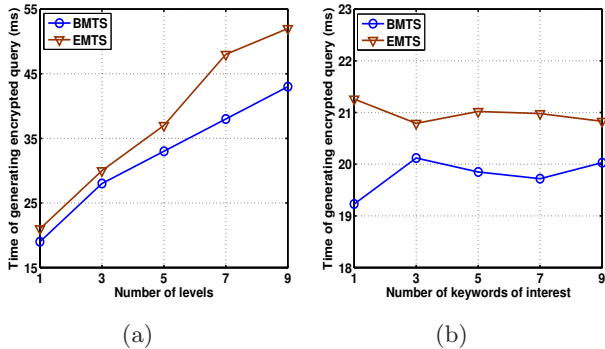 Time of generating encrypted query (ms)
55
45
35
25
15
BMTS
EMTS
1 3 5 7 9
Number of levels
(a)
Time of generating encrypted query (ms)
23
22
21
20
19
18
BMTS
EMTS
1 3 5 7 9
Number of keywords of interest
(b)